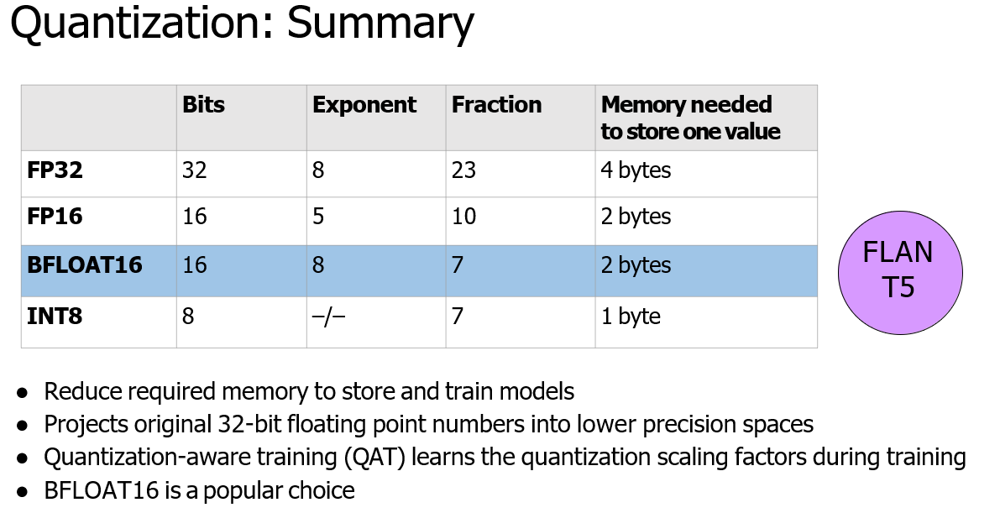 Quantization: Summary
Bits Exponent Fraction Memory needed
to store one value
FP32 32 8 23 4 bytes
FP16 16 5 10 2 bytes
BFLOAT16 16 8 7 2 bytes
INT8 8 –/– 7 1 byte
FLAN
T5
● Reduce required memory to store and train models
● Projects original 32-bit floating point numbers into lower precision spaces
● Quantization-aware training (QAT) learns the quantization scaling factors during training
● BFLOAT16 is a popular choice